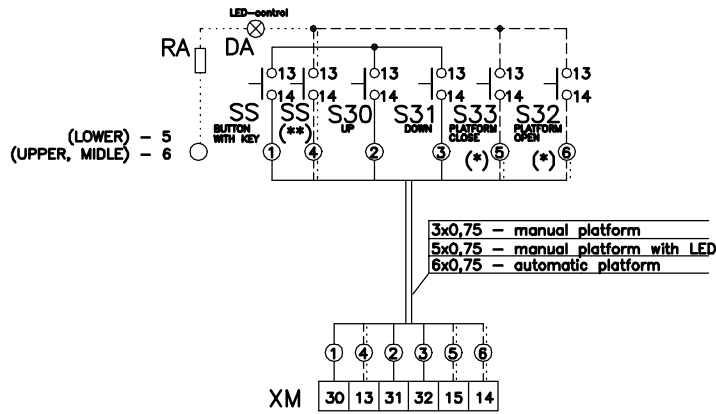 LED-control
RA DA
13 13 13 13 13 13
14 14 14 14 14 14
SS SS S30 S31 S33 S32
BUTTON WITH KEY (**) UP DOWN PLATFORM CLOSE PLATFORM OPEN
(LOWER) - 5
(UPPER, MIDLE) - 6
1 4 2 3 5 6
(*) (*)
3x0,75 - manual platform
5x0,75 - manual platform with LED
6x0,75 - automatic platform
1 4 2 3 5 6
XM 30 13 31 32 15 14